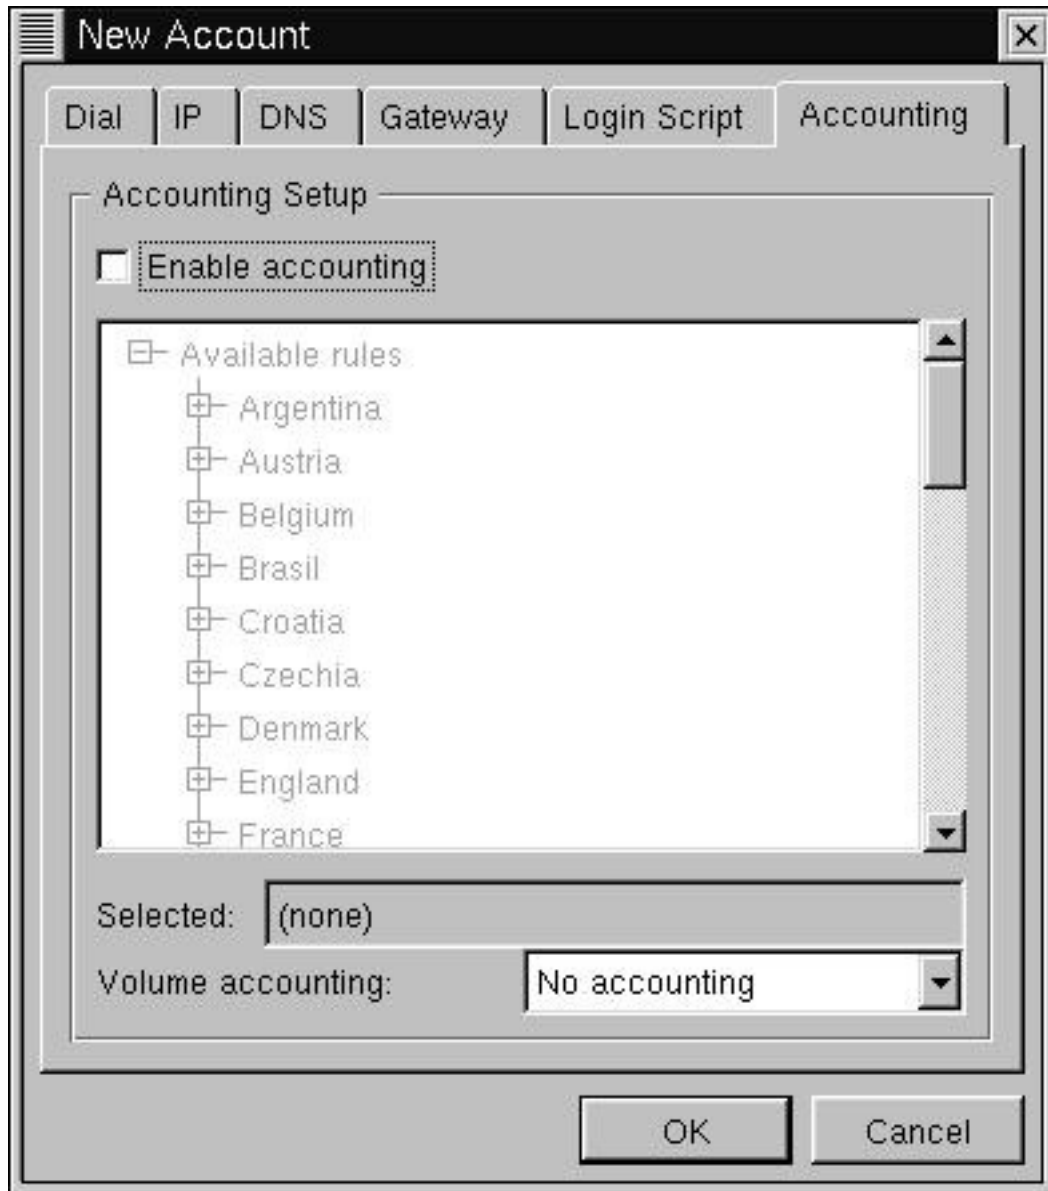 New Account
Dial IP DNS Gateway Login Script Accounting
Accounting Setup
Enable accounting
Available rules
Argentina
Austria
Belgium
Brasil
Croatia
Czechia
Denmark
England
France
Selected: (none)
Volume accounting: No accounting
OK Cancel